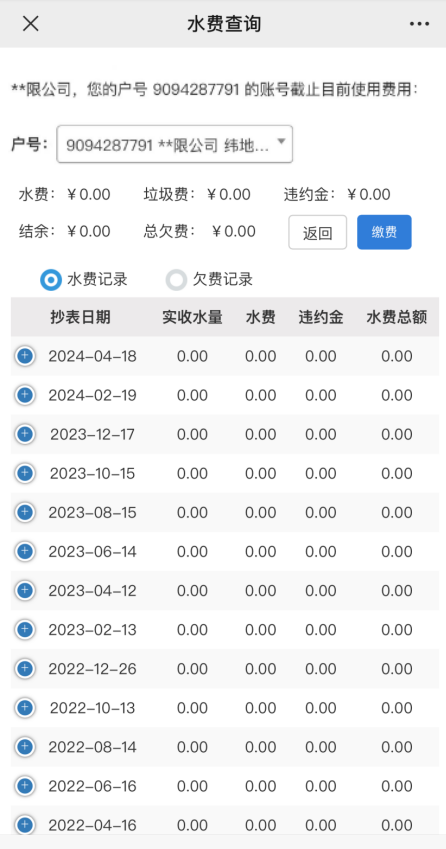 水费查询
**限公司，您的户号 9094287791 的账号截止目前使用费用：
户号： 9094287791 **限公司 纬地...
水费：￥0.00 垃圾费：￥0.00 违约金：￥0.00
结余：￥0.00 总欠费：￥0.00 返回 缴费
水费记录 欠费记录
抄表日期 实收水量 水费 违约金 水费总额
2024-04-18 0.00 0.00 0.00 0.00
2024-02-19 0.00 0.00 0.00 0.00
2023-12-17 0.00 0.00 0.00 0.00
2023-10-15 0.00 0.00 0.00 0.00
2023-08-15 0.00 0.00 0.00 0.00
2023-06-14 0.00 0.00 0.00 0.00
2023-04-12 0.00 0.00 0.00 0.00
2023-02-13 0.00 0.00 0.00 0.00
2022-12-26 0.00 0.00 0.00 0.00
2022-10-13 0.00 0.00 0.00 0.00
2022-08-14 0.00 0.00 0.00 0.00
2022-06-16 0.00 0.00 0.00 0.00
2022-04-16 0.00 0.00 0.00 0.00